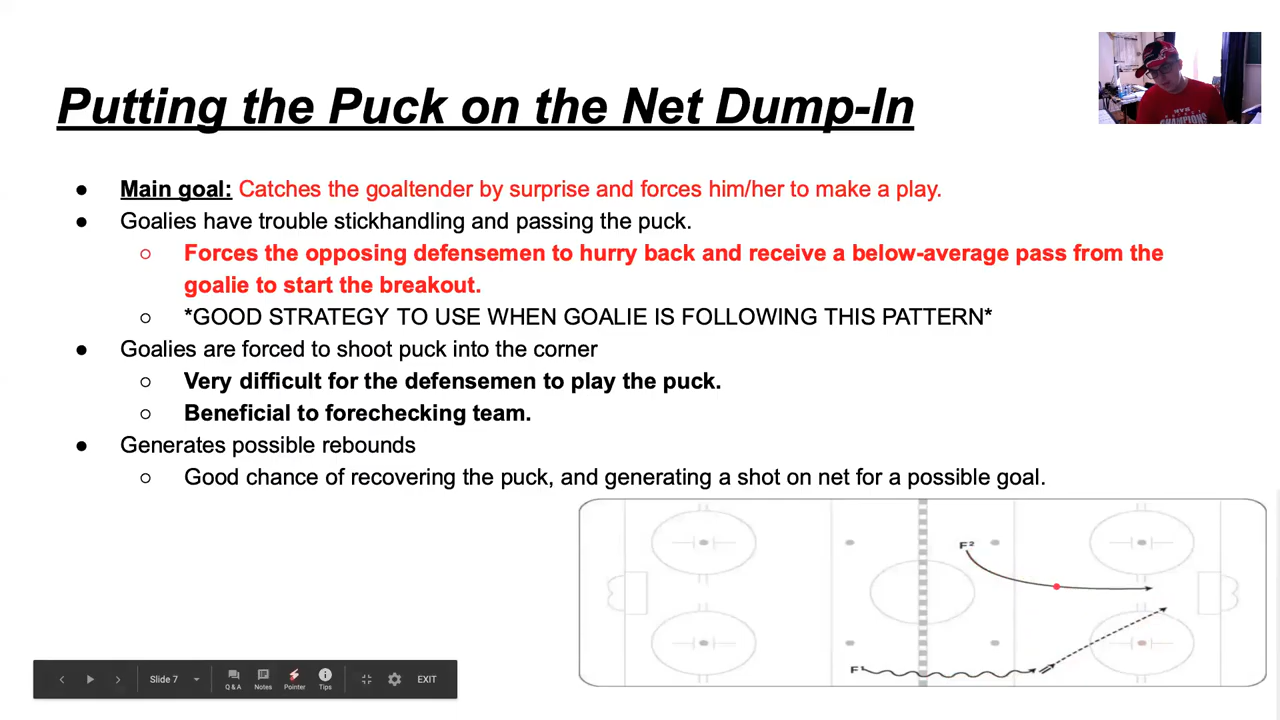 Putting the Puck on the Net Dump-In
CHAMPIONS
● Main goal: Catches the goaltender by surprise and forces him/her to make a play.
● Goalies have trouble stickhandling and passing the puck.
○ Forces the opposing defensemen to hurry back and receive a below-average pass from the
goalie to start the breakout.
○ *GOOD STRATEGY TO USE WHEN GOALIE IS FOLLOWING THIS PATTERN*
● Goalies are forced to shoot puck into the corner
○ Very difficult for the defensemen to play the puck.
○ Beneficial to forechecking team.
● Generates possible rebounds
○ Good chance of recovering the puck, and generating a shot on net for a possible goal.
F²
F¹
Slide 7
Q & A
Notes
Pointer
Tips
EXIT